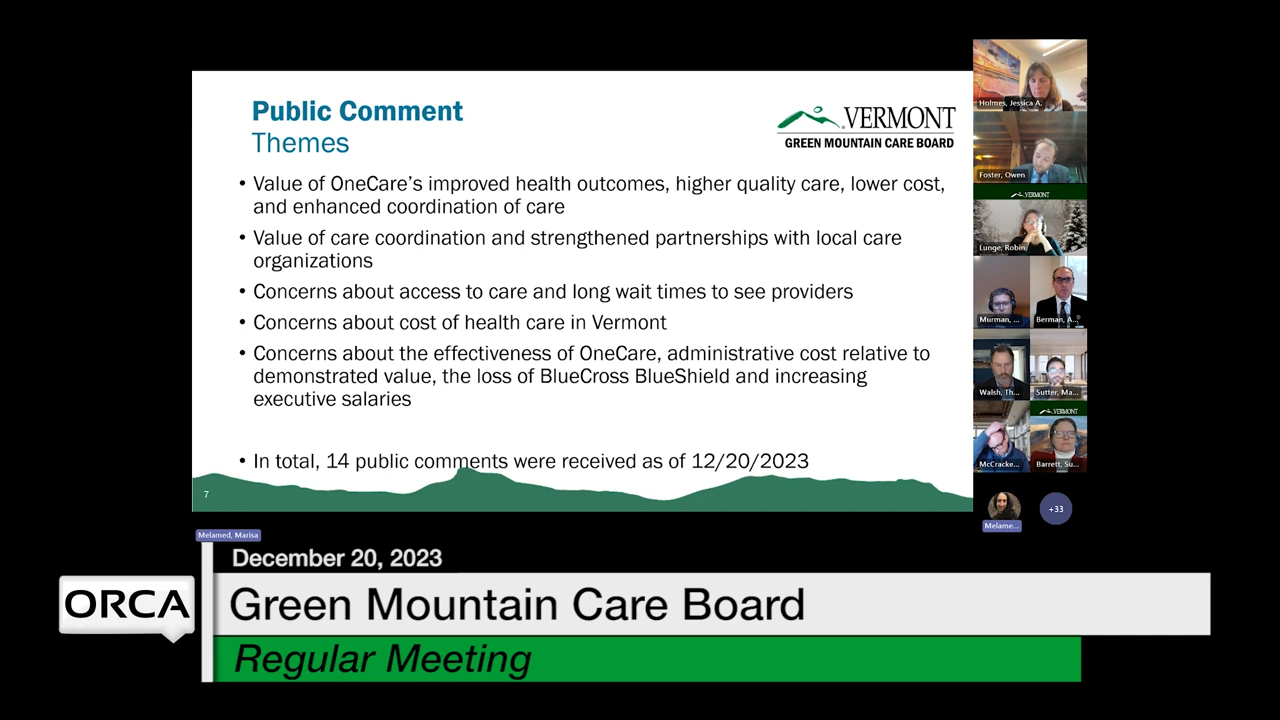 Public Comment
Themes
VERMONT
GREEN MOUNTAIN CARE BOARD
• Value of OneCare's improved health outcomes, higher quality care, lower cost,
and enhanced coordination of care
• Value of care coordination and strengthened partnerships with local care
organizations
• Concerns about access to care and long wait times to see providers
• Concerns about cost of health care in Vermont
• Concerns about the effectiveness of OneCare, administrative cost relative to
demonstrated value, the loss of BlueCross BlueShield and increasing
executive salaries
• In total, 14 public comments were received as of 12/20/2023
7
Holmes, Jessica A.
Foster, Owen
VERMONT
Lunge, Robin
Murman, ...
Berman, A...
Walsh, Th...
Sutter, Ma...
VERMONT
McCracke...
Barrett, Su...
Melame...
+33
Melamed, Marisa
December 20, 2023
ORCA
Green Mountain Care Board
Regular Meeting